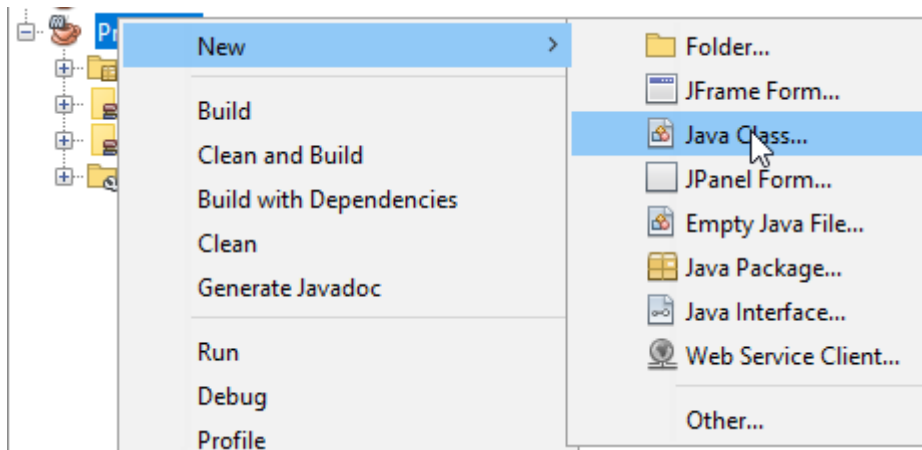 New
Build
Clean and Build
Build with Dependencies
Clean
Generate Javadoc
Run
Debug
Profile
Folder...
JFrame Form...
Java Class...
JPanel Form...
Empty Java File...
Java Package...
Java Interface...
Web Service Client...
Other...